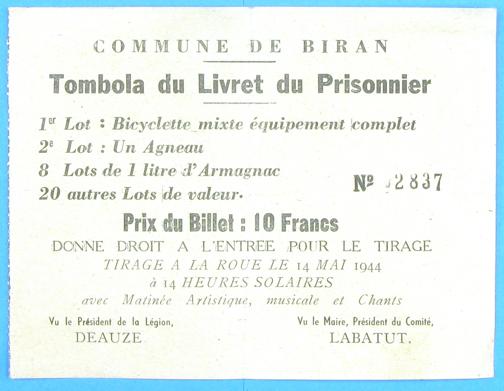 COMMUNE DE BIRAN
Tombola du Livret du Prisonnier
1er Lot : Bicyclette mixte équipement complet
2e Lot : Un Agneau
8 Lots de 1 litre d'Armagnac
20 autres Lots de valeur.
Nº 2837
Prix du Billet : 10 Francs
DONNE DROIT A L'ENTREE POUR LE TIRAGE
TIRAGE A LA ROUE LE 14 MAI 1944
à 14 HEURES SOLAIRES
avec Matinée Artistique, musicale et Chants
Vu le Président de la Légion,
DEAUZE
Vu le Maire, Président du Comité,
LABATUT.